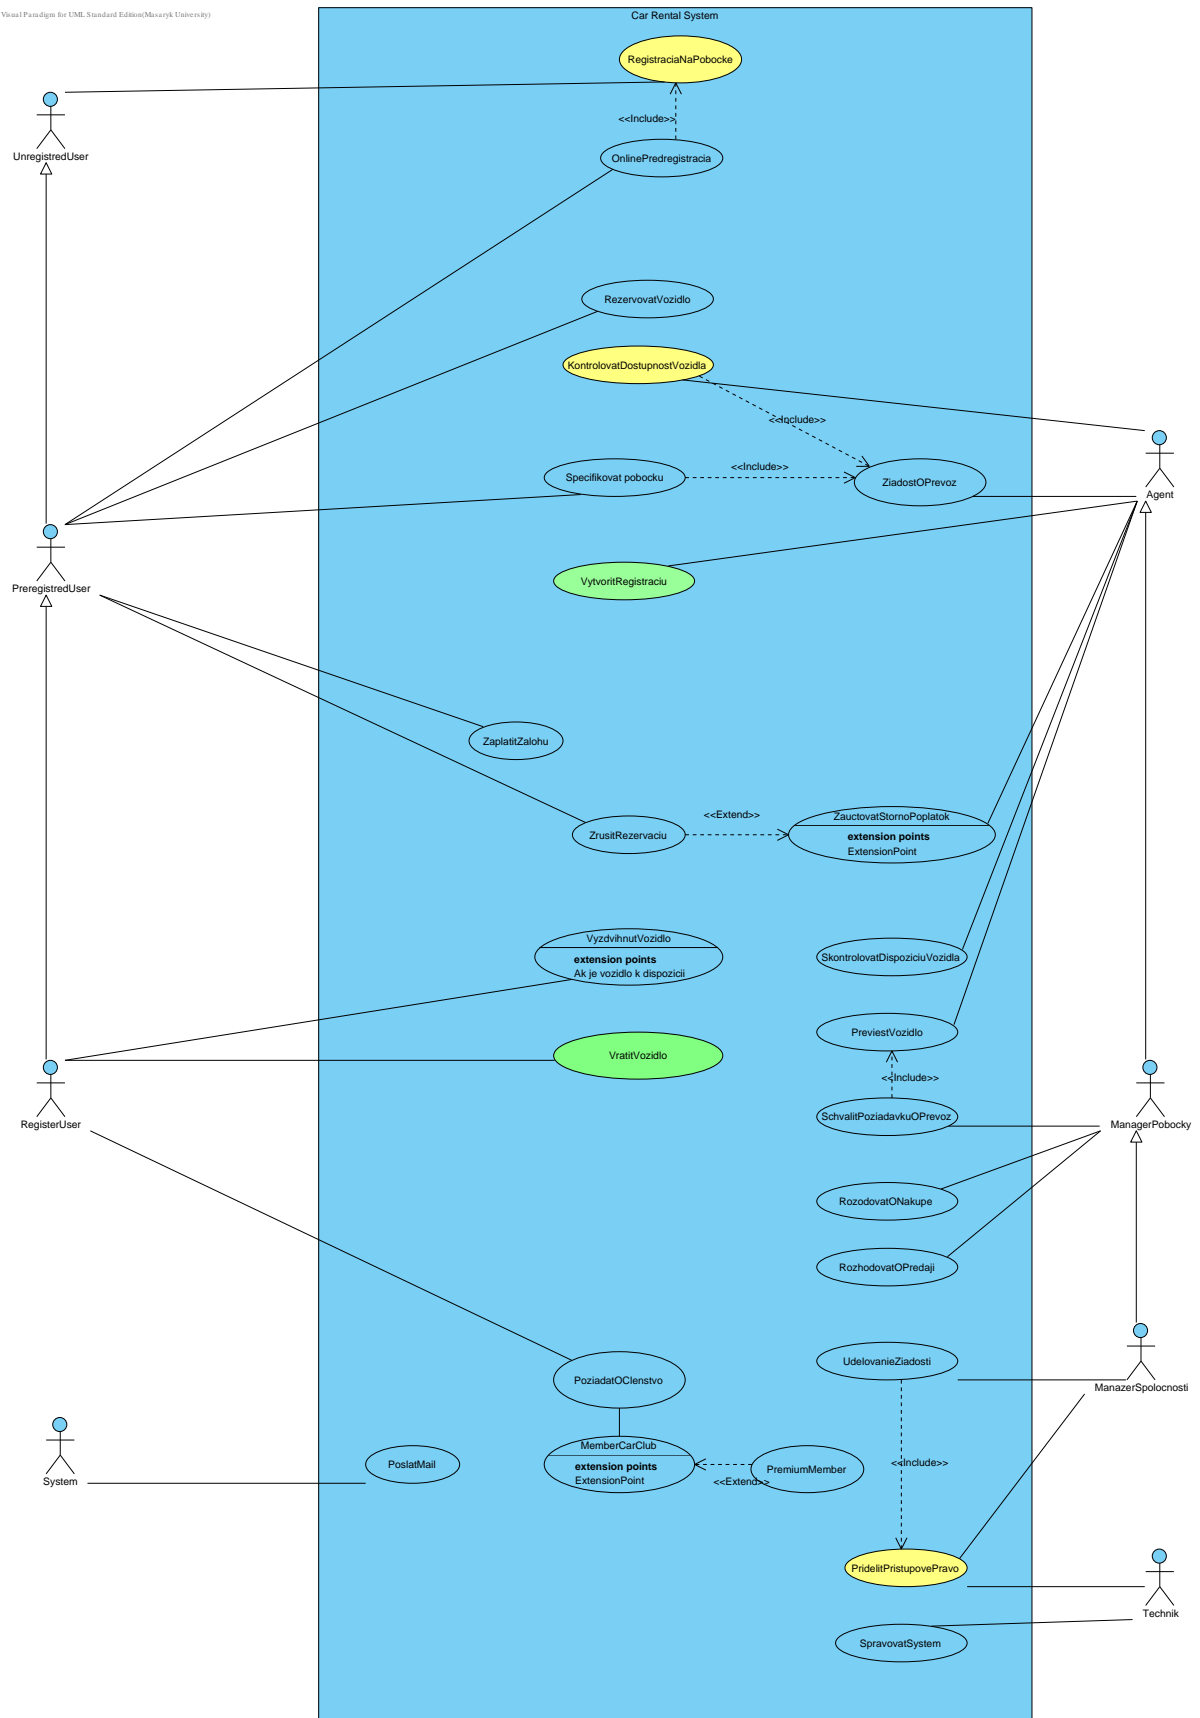 Visual Paradigm for UML Standard Edition(Masaryk University)
Car Rental System
RegistraciaNaPobocke
<<Include>>
UnregistredUser
OnlinePredregistracia
RezervovatVozidlo
KontrolovatDostupnostVozidla
<<Include>>
<<Include>>
Specifikovat pobocku
ZiadostOPrevoz
Agent
VytvoritRegistraciu
PreregistredUser
ZaplatitZalohu
<<Extend>>
ZrusitRezervaciu
ZauctovatStornoPoplatok
extension points
ExtensionPoint
VyzdvihnutVozidlo
extension points
Ak je vozidlo k dispozicii
SkontrolovatDispoziciuVozidla
PreviestVozidlo
VratitVozidlo
<<Include>>
RegisterUser
SchvalitPoziadavkuOPrevoz
ManagerPobocky
RozodovatONakupe
RozhodovatOPredaji
UdelovanieZiadosti
PoziadatOClenstvo
ManazerSpolocnosti
MemberCarClub
extension points
ExtensionPoint
PoslatMail
System
PremiumMember
<<Extend>>
<<Include>>
PridelitPristupovePravo
Technik
SpravovatSystem